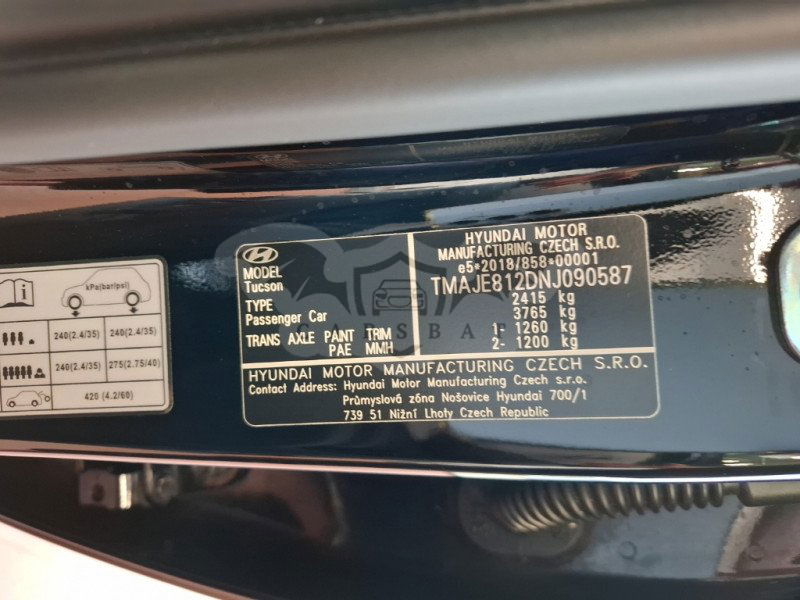 kPa(bar/psi)
240(2.4/35) 240(2.4/35)
240(2.4/35) 275(2.75/40)
420 (4.2/60)
MODEL
Tucson
TYPE
Passenger Car
TRANS AXLE PAINT TRIM
PAE MMH
HYUNDAI MOTOR
MANUFACTURING CZECH S.R.O.
e5*2018/858*00001
TMAJE812DNJ090587
2415 kg
3765 kg
1- 1260 kg
2- 1200 kg
HYUNDAI MOTOR MANUFACTURING CZECH S.R.O.
Contact Address: Hyundai Motor Manufacturing Czech s.r.o.
Průmyslová zóna Nošovice Hyundai 700/1
739 51 Nižní Lhoty Czech Republic